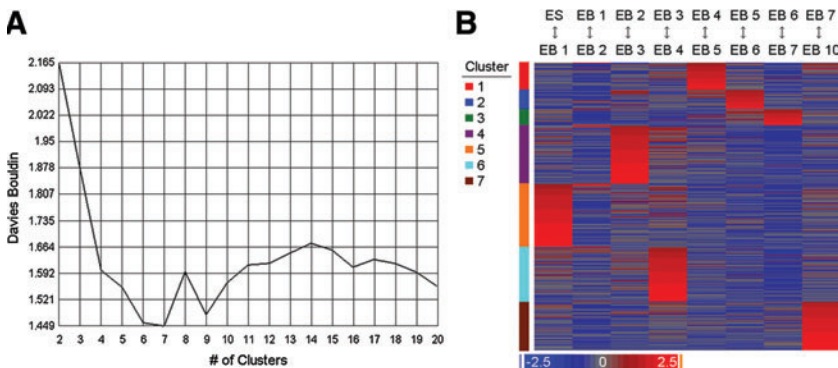 A
Davies Bouldin
2.165
2.093
2.022
1.95
1.878
1.807
1.735
1.664
1.592
1.521
1.449
2 3 4 5 6 7 8 9 10 11 12 13 14 15 16 17 18 19 20
# of Clusters
B
ES EB 1 EB 2 EB 3 EB 4 EB 5 EB 6 EB 7
↕ ↕ ↕ ↕ ↕ ↕ ↕ ↕
EB 1 EB 2 EB 3 EB 4 EB 5 EB 6 EB 7 EB 10
Cluster
1
2
3
4
5
6
7
-2.5 0 2.5